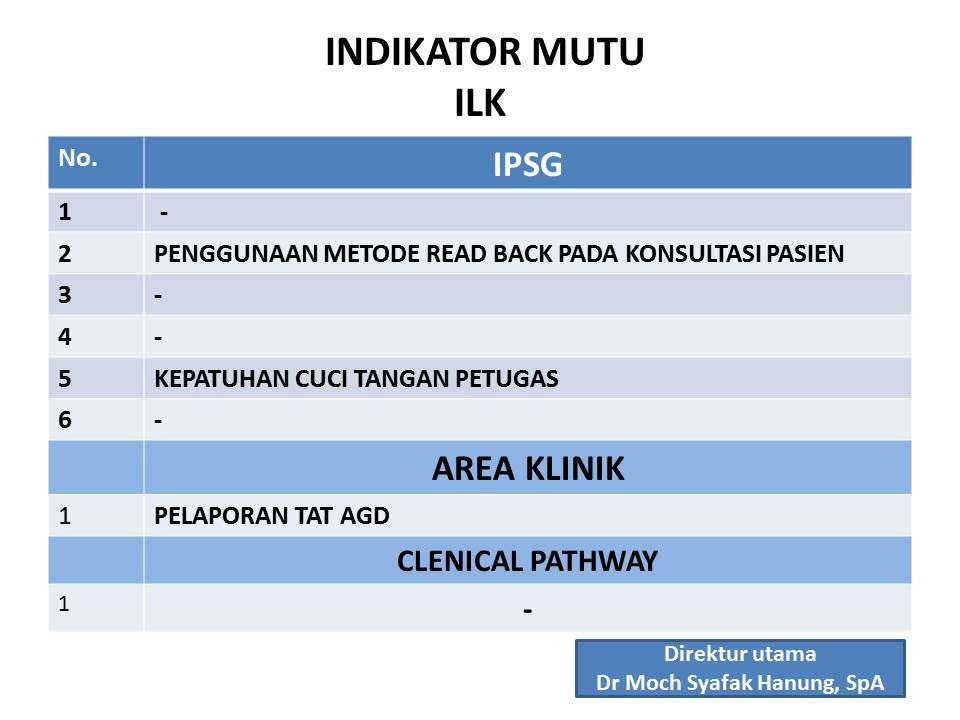 INDIKATOR MUTU
ILK
No. IPSG
1 -
2 PENGGUNAAN METODE READ BACK PADA KONSULTASI PASIEN
3 -
4 -
5 KEPATUHAN CUCI TANGAN PETUGAS
6 -
AREA KLINIK
1 PELAPORAN TAT AGD
CLENICAL PATHWAY
1 -
Direktur utama
Dr Moch Syafak Hanung, SpA